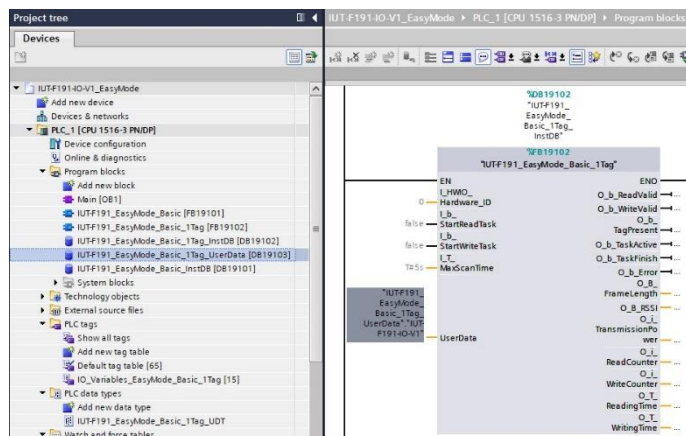 Project tree
Devices
IUT-F191-IO-V1_EasyMode
Add new device
Devices & networks
PLC_1 [CPU 1516-3 PN/DP]
Device configuration
Online & diagnostics
Program blocks
Add new block
Main [OB1]
IUT-F191_EasyMode_Basic [FB19101]
IUT-F191_EasyMode_Basic_1Tag [FB19102]
IUT-F191_EasyMode_Basic_1Tag_InstDB [DB19102]
IUT-F191_EasyMode_Basic_1Tag_UserData [DB19103]
IUT-F191_EasyMode_Basic_InstDB [DB19101]
System blocks
Technology objects
External source files
PLC tags
Show all tags
Add new tag table
Default tag table [65]
IO_Variables_EasyMode_Basic_1Tag [15]
PLC data types
Add new data type
IUT-F191_EasyMode_Basic_1Tag_UDT
Watch and force tables
IUT-F191-IO-V1_EasyMode ▸ PLC_1 [CPU 1516-3 PN/DP] ▸ Program blocks
%DB19102
"IUT-F191_
EasyMode_
Basic_1Tag_
InstDB"
%FB19102
"IUT-F191_EasyMode_Basic_1Tag"
EN
I_HWIO_
0 Hardware_ID
I_b_
false StartReadTask
I_b_
false StartWriteTask
I_T_
T#5s MaxScanTime
"IUT-F191_
EasyMode_
Basic_1Tag_
UserData"."IUT-
F191-IO-V1"
UserData
ENO
O_b_ReadValid
O_b_WriteValid
O_b_
TagPresent
O_b_TaskActive
O_b_TaskFinish
O_b_Error
O_B_
FrameLength
O_B_RSSI
O_i_
TransmissionPo
wer
O_i_
ReadCounter
O_i_
WriteCounter
O_T_
ReadingTime
O_T_
WritingTime